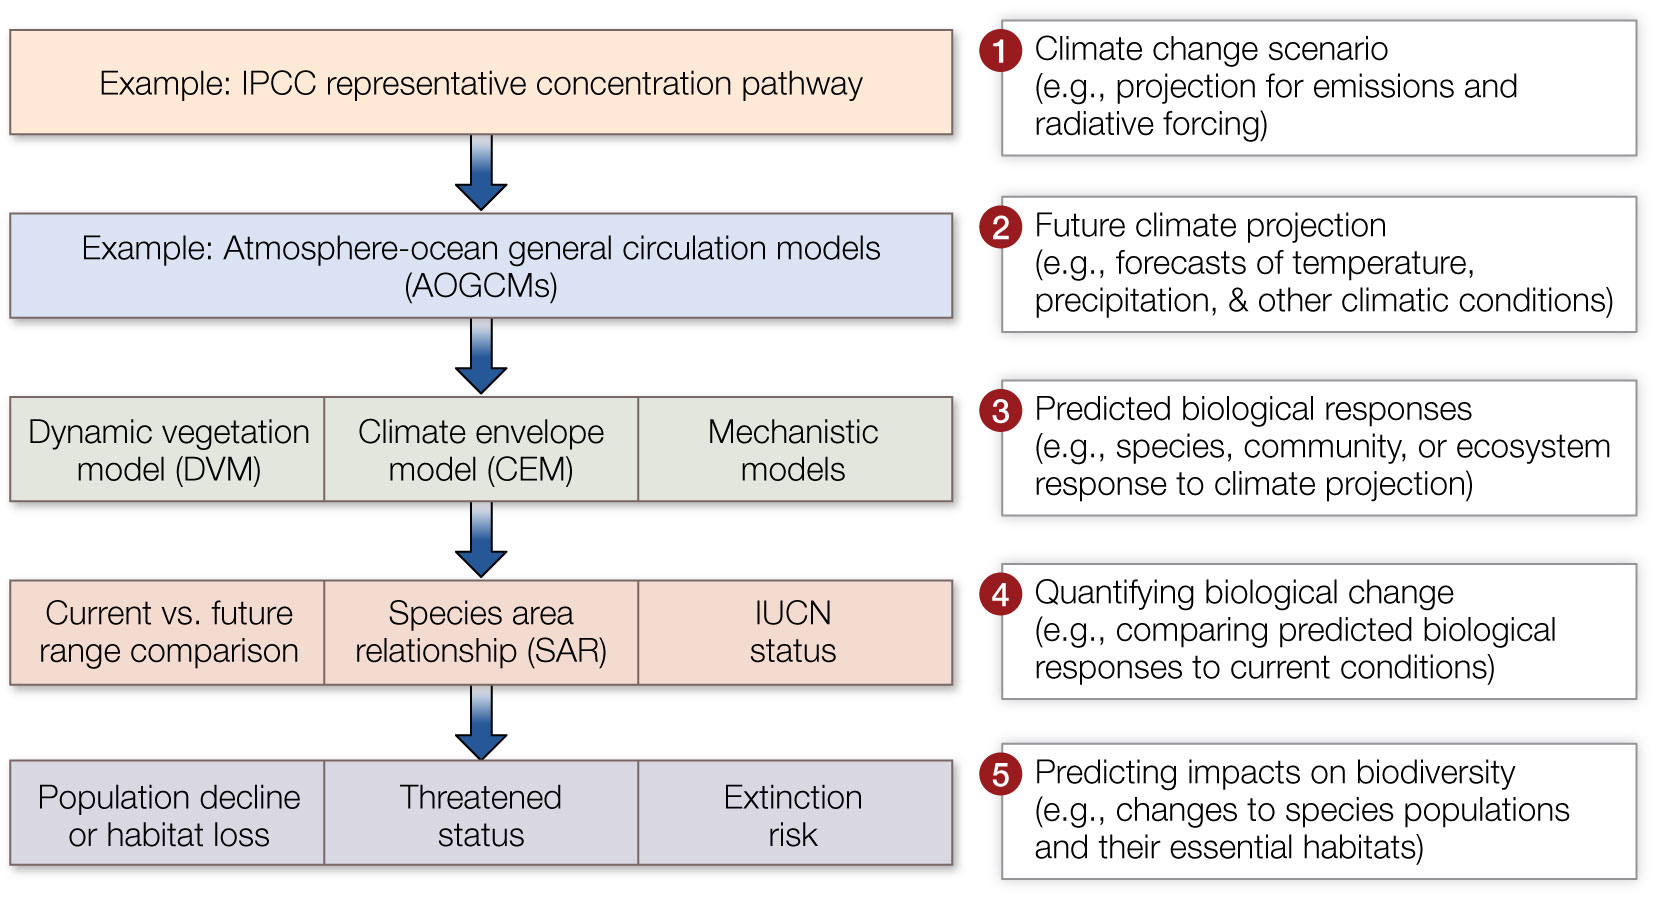 Example: IPCC representative concentration pathway
1
Climate change scenario
(e.g., projection for emissions and
radiative forcing)
Example: Atmosphere-ocean general circulation models
(AOGCMs)
2
Future climate projection
(e.g., forecasts of temperature,
precipitation, & other climatic conditions)
Dynamic vegetation
model (DVM)
Climate envelope
model (CEM)
Mechanistic
models
3
Predicted biological responses
(e.g., species, community, or ecosystem
response to climate projection)
Current vs. future
range comparison
Species area
relationship (SAR)
IUCN
status
4
Quantifying biological change
(e.g., comparing predicted biological
responses to current conditions)
Population decline
or habitat loss
Threatened
status
Extinction
risk
5
Predicting impacts on biodiversity
(e.g., changes to species populations
and their essential habitats)